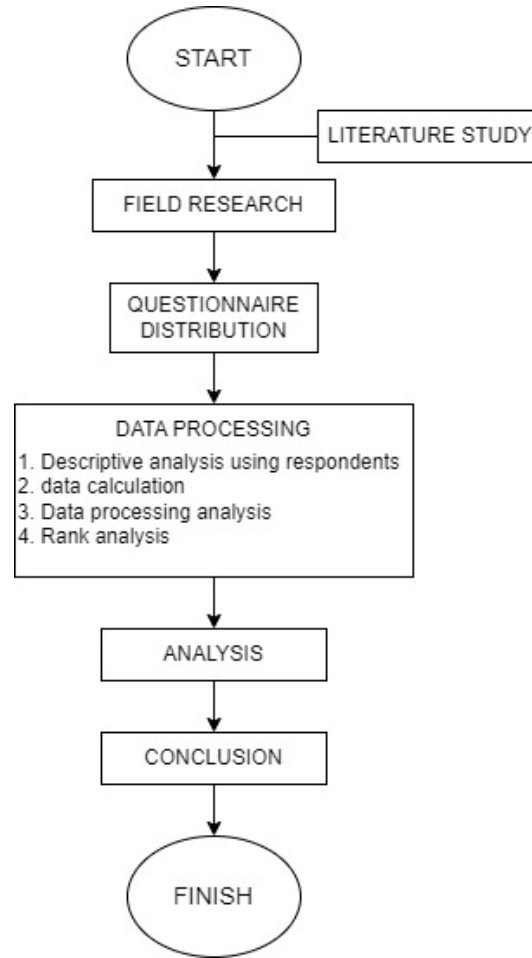 START
LITERATURE STUDY
FIELD RESEARCH
QUESTIONNAIRE
DISTRIBUTION
DATA PROCESSING
1. Descriptive analysis using respondents
2. data calculation
3. Data processing analysis
4. Rank analysis
ANALYSIS
CONCLUSION
FINISH